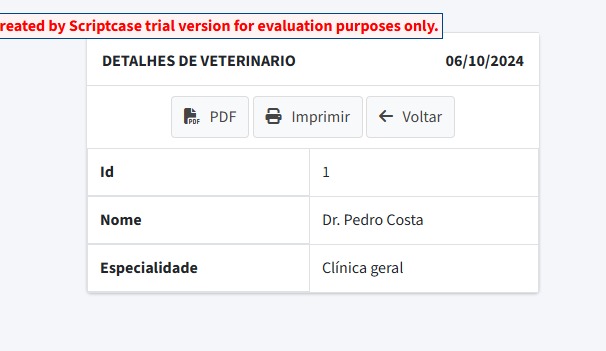 reated by Scriptcase trial version for evaluation purposes only.
DETALHES DE VETERINARIO 06/10/2024
PDF Imprimir Voltar
Id 1
Nome Dr. Pedro Costa
Especialidade Clínica geral